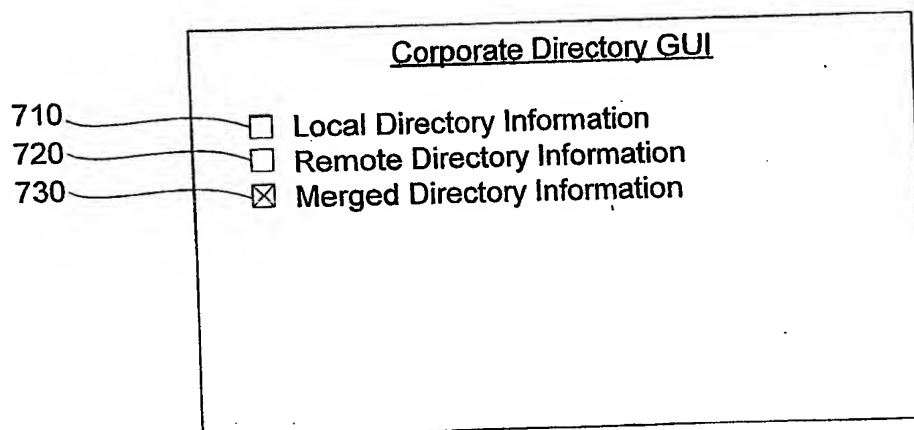 Corporate Directory GUI
710 Local Directory Information
720 Remote Directory Information
730 Merged Directory Information